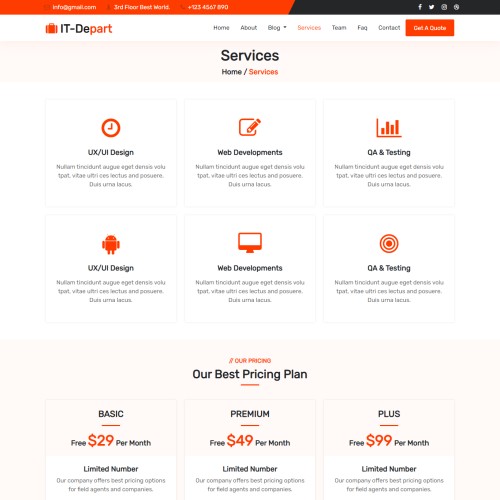 info@gmail.com 3rd Floor Best World. +123 4567 890
IT-Depart Home About Blog Services Team Faq Contact Get A Quote
Services
Home / Services
UX/UI Design Web Developments QA & Testing
Nullam tincidunt augue eget densis volu Nullam tincidunt augue eget densis volu Nullam tincidunt augue eget densis volu
tpat. vitae ultri ces lectus and posuere. tpat. vitae ultri ces lectus and posuere. tpat. vitae ultri ces lectus and posuere.
Duis urna lacus. Duis urna lacus. Duis urna lacus.
UX/UI Design Web Developments QA & Testing
Nullam tincidunt augue eget densis volu Nullam tincidunt augue eget densis volu Nullam tincidunt augue eget densis volu
tpat. vitae ultri ces lectus and posuere. tpat. vitae ultri ces lectus and posuere. tpat. vitae ultri ces lectus and posuere.
Duis urna lacus. Duis urna lacus. Duis urna lacus.
// OUR PRICING
Our Best Pricing Plan
BASIC PREMIUM PLUS
Free $29 Per Month Free $49 Per Month Free $99 Per Month
Limited Number Limited Number Limited Number
Our company offers best pricing options Our company offers best pricing options Our company offers best pricing options
for field agents and companies. for field agents and companies. for field agents and companies.